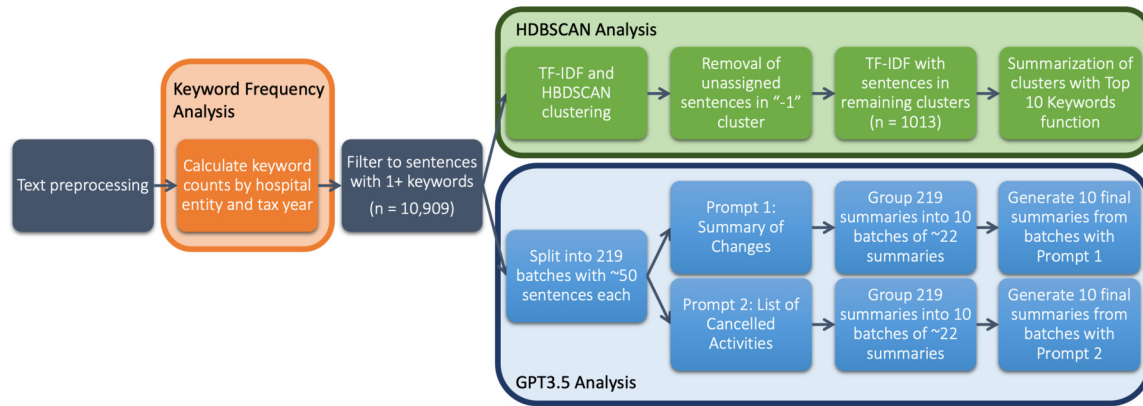 HDBSCAN Analysis
Keyword Frequency
Analysis
Text preprocessing
Calculate keyword
counts by hospital
entity and tax year
Filter to sentences
with 1+ keywords
(n = 10,909)
TF-IDF and
HBDSCAN
clustering
Removal of
unassigned
sentences in “-1”
cluster
TF-IDF with
sentences in
remaining clusters
(n = 1013)
Summarization of
clusters with Top
10 Keywords
function
Split into 219
batches with ~50
sentences each
Prompt 1:
Summary of
Changes
Group 219
summaries into 10
batches of ~22
summaries
Generate 10 final
summaries from
batches with
Prompt 1
Prompt 2: List of
Cancelled
Activities
Group 219
summaries into 10
batches of ~22
summaries
Generate 10 final
summaries from
batches with
Prompt 2
GPT3.5 Analysis